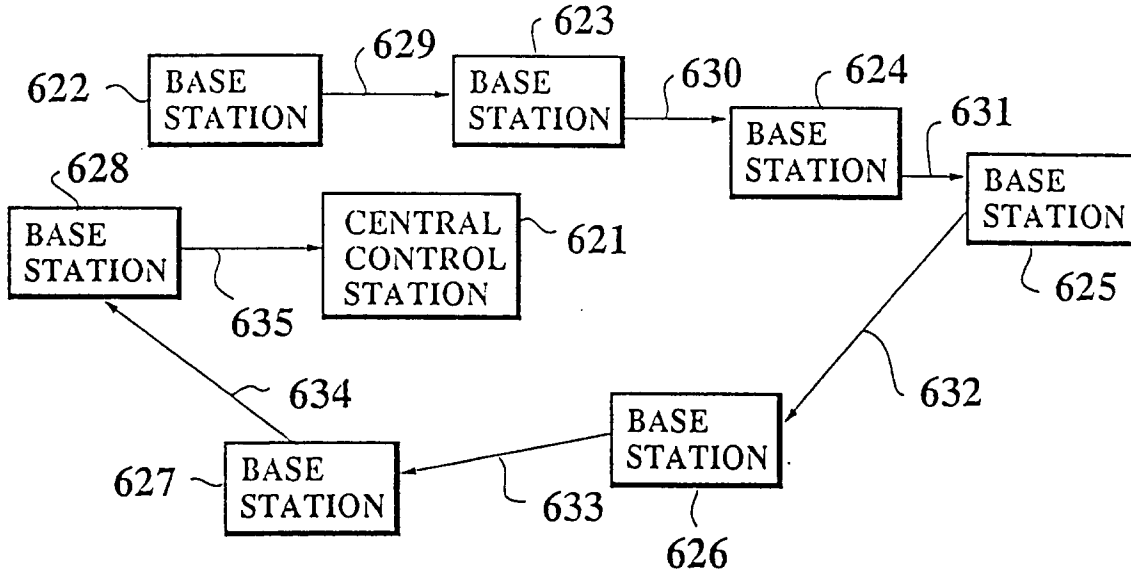 623
629
622
BASE
STATION
BASE
STATION
630
624
BASE
STATION
631
BASE
STATION
625
628
BASE
STATION
CENTRAL
CONTROL
STATION
621
635
632
634
BASE
STATION
626
627
BASE
STATION
633